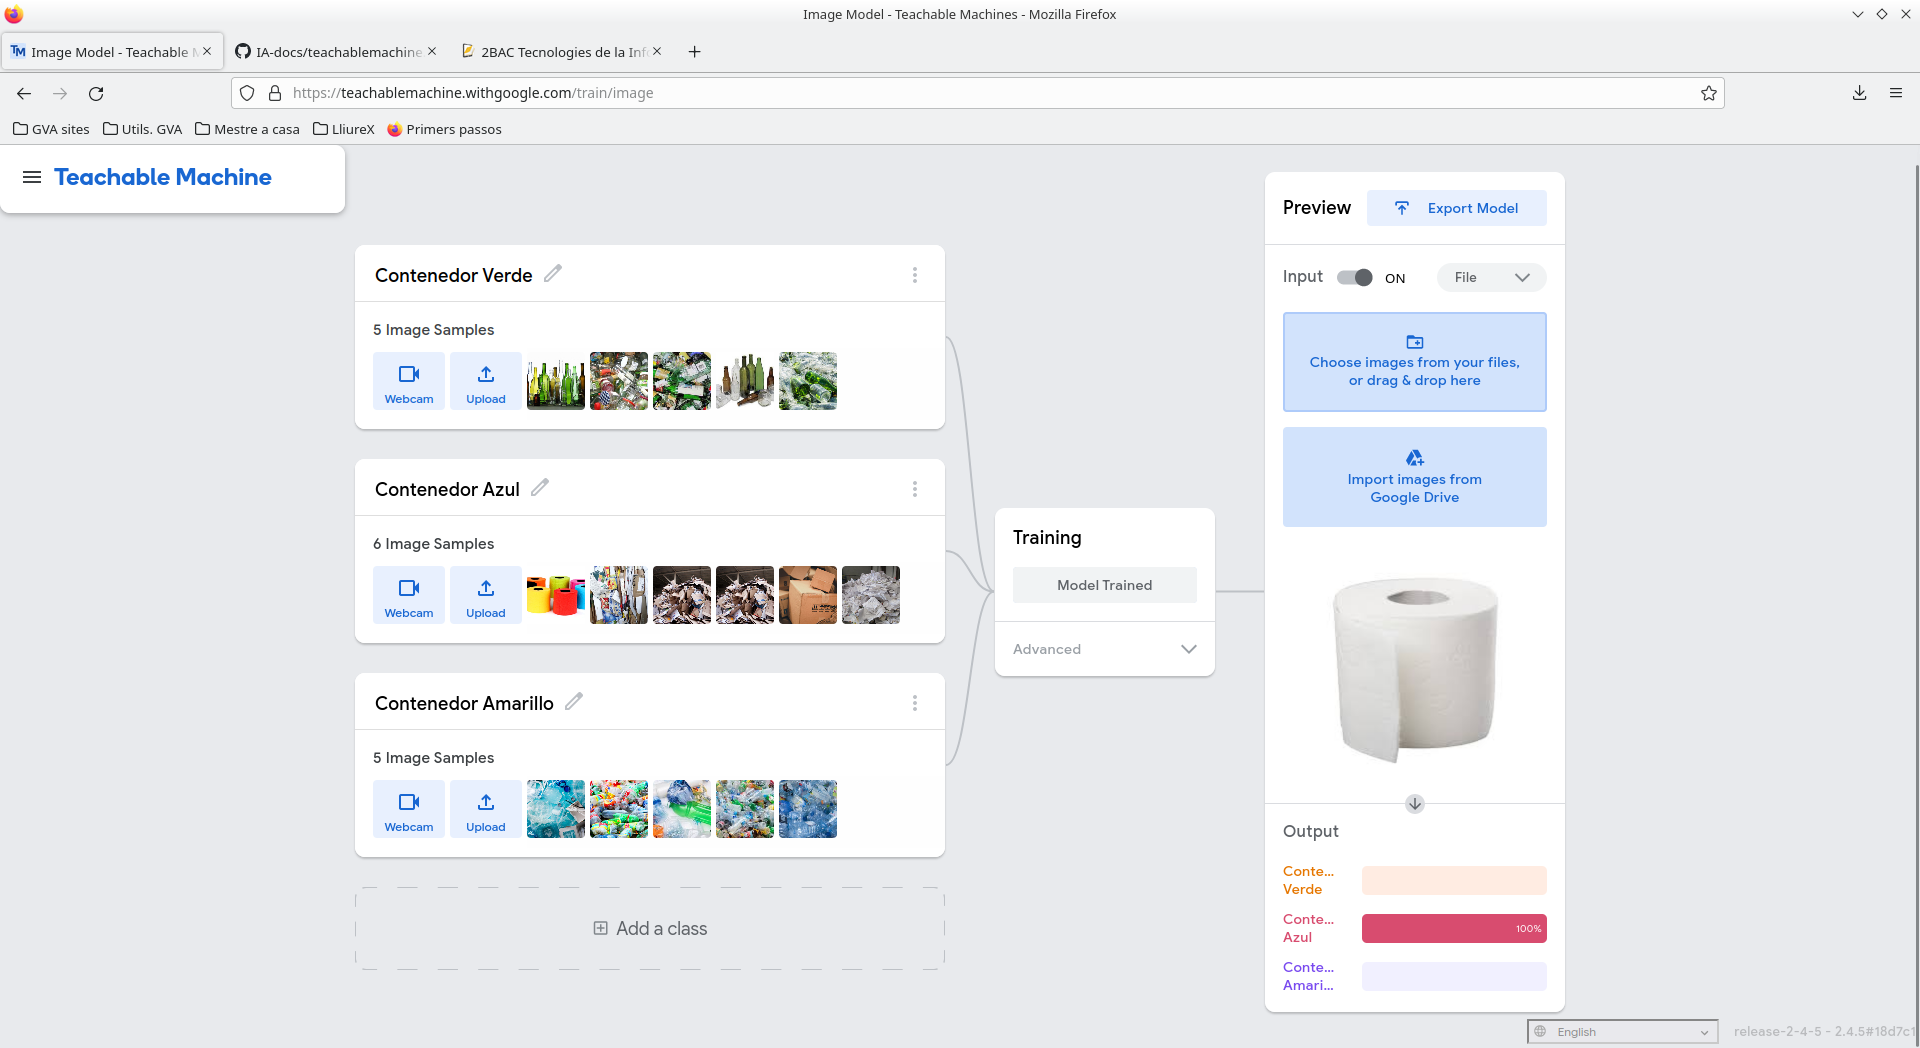 Image Model - Teachable Machines - Mozilla Firefox
Image Model - Teachable M
IA-docs/teachablemachine
2BAC Tecnologies de la Info
https://teachablemachine.withgoogle.com/train/image
GVA sites
Utils. GVA
Mestre a casa
LliureX
Primers passos
Teachable Machine
Contenedor Verde
5 Image Samples
Webcam
Upload
Contenedor Azul
6 Image Samples
Webcam
Upload
Contenedor Amarillo
5 Image Samples
Webcam
Upload
Add a class
Training
Model Trained
Advanced
Preview
Export Model
Input
ON
File
Choose images from your files,
or drag & drop here
Import images from
Google Drive
Output
Conte...
Verde
Conte...
Azul
100%
Conte...
Amari...
English
release-2-4-5 - 2.4.5#18d7c1